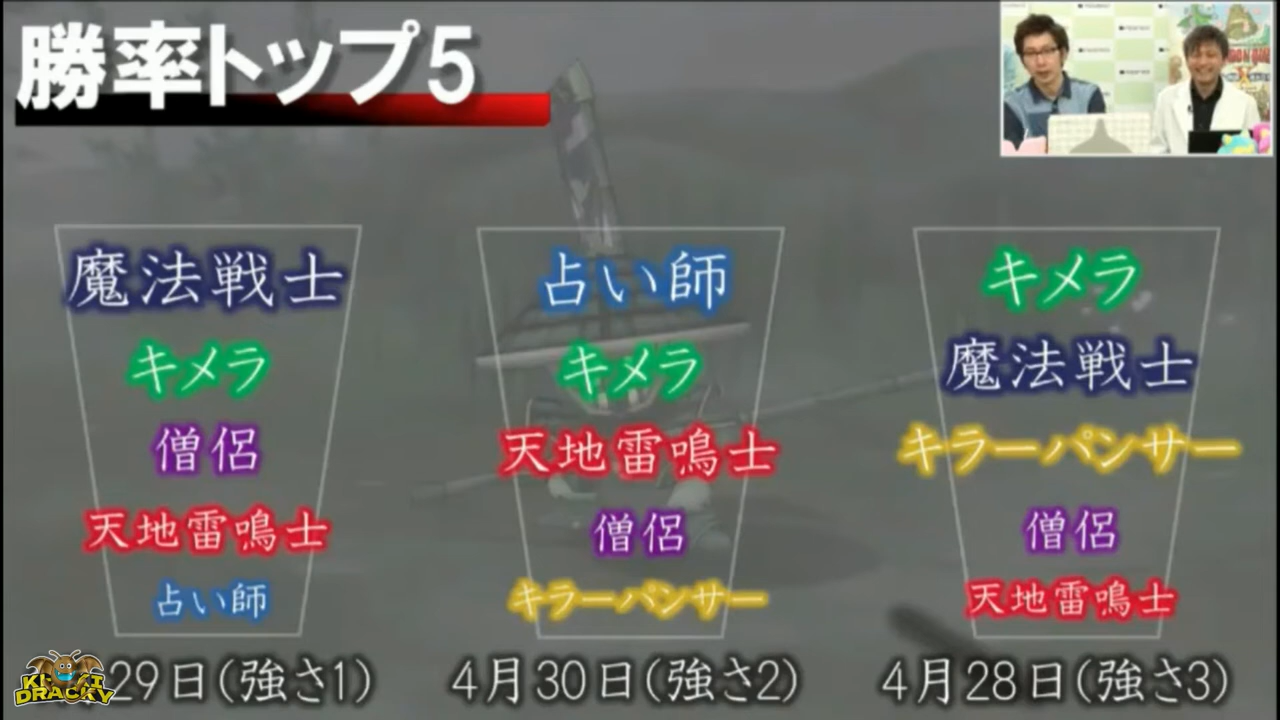 勝率トップ5
魔法戦士
キメラ
僧侶
天地雷鳴士
占い師
29日(強さ1)
占い師
キメラ
天地雷鳴士
僧侶
キラーパンサー
4月30日(強さ2)
キメラ
魔法戦士
キラーパンサー
僧侶
天地雷鳴士
4月28日(強さ3)
DRACKY